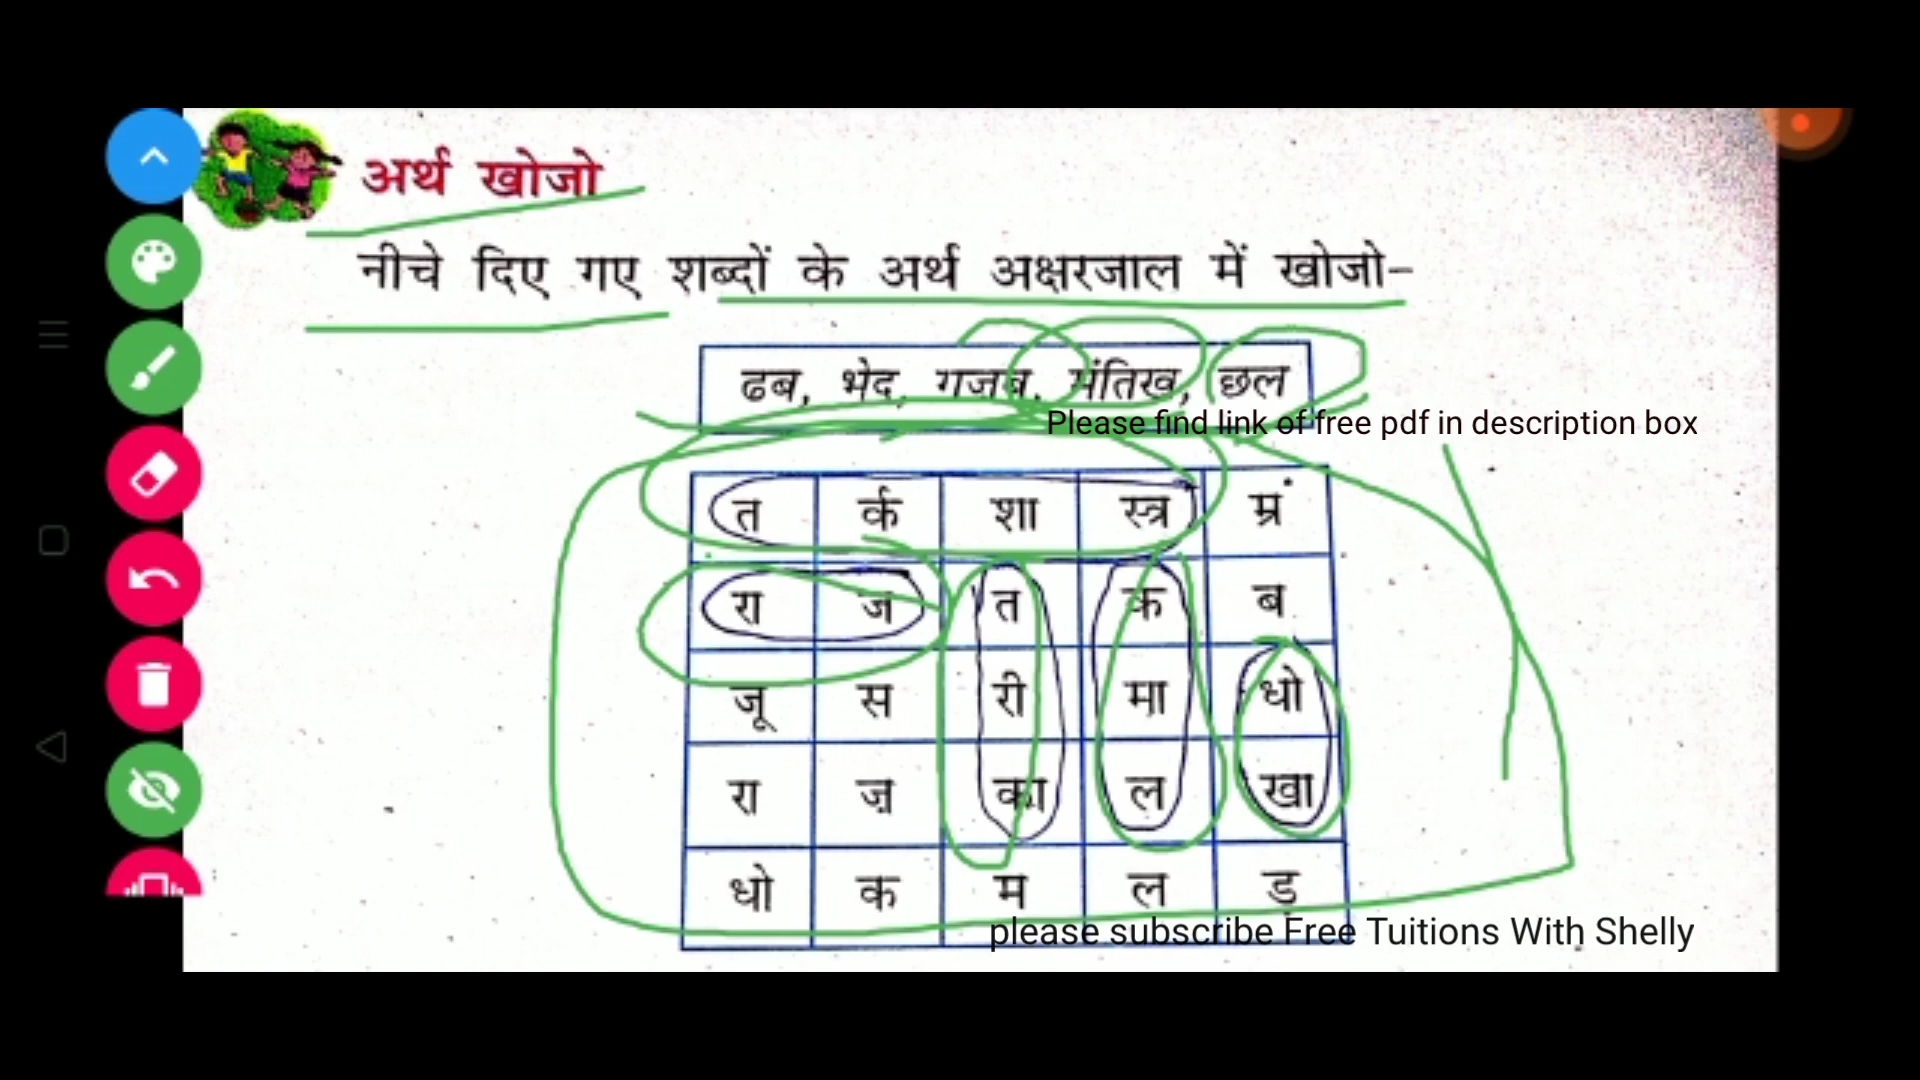 अर्थ खोजो
नीचे दिए गए शब्दों के अर्थ अक्षरजाल में खोजो–
ढब, भेद, गजब, मंतिख, छल
Please find link of free pdf in description box
त र्क शा स्त्र म्रं
रा ज त क ब
जू स री मा धो
रा ज़ का ल खा
धो क म ल ड़
please subscribe Free Tuitions With Shelly